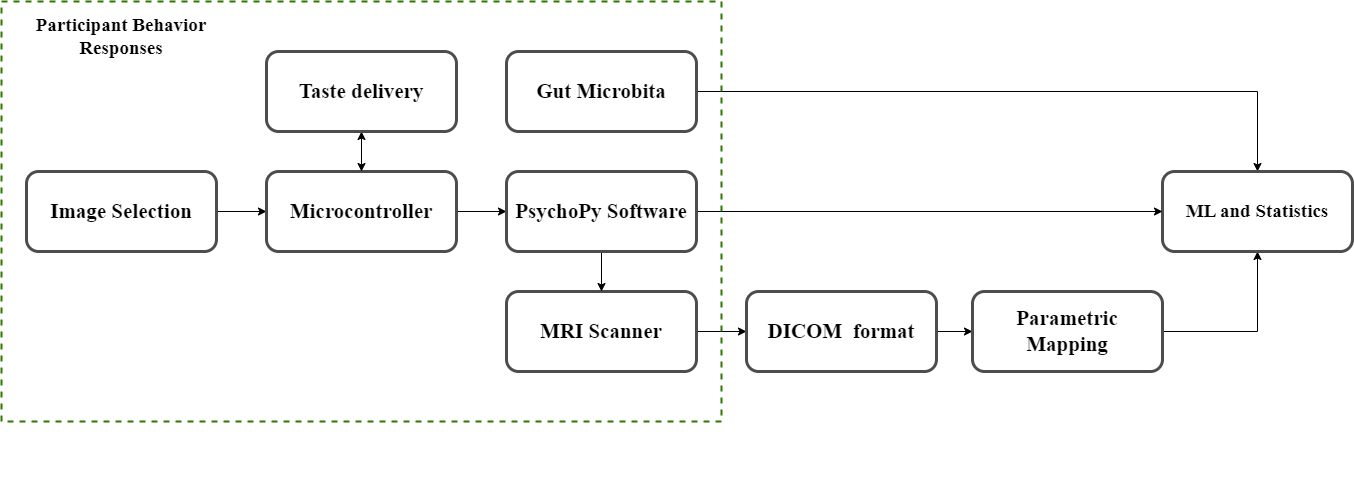 Participant Behavior
Responses
Taste delivery
Gut Microbita
Image Selection
Microcontroller
PsychoPy Software
ML and Statistics
MRI Scanner
DICOM  format
Parametric
Mapping